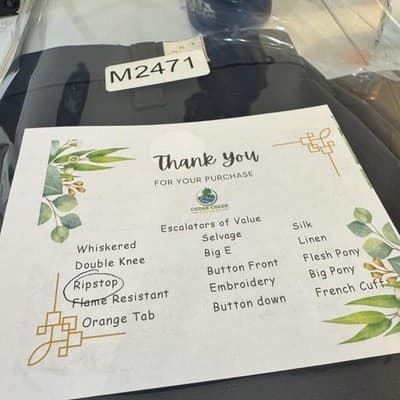 M2471
Thank You
FOR YOUR PURCHASE
CEDAR CREEK
Escalators of Value
Whiskered
Double Knee
Ripstop
Flame Resistant
Orange Tab
Selvage
Big E
Button Front
Embroidery
Button down
Silk
Linen
Flesh Pony
Big Pony
French Cuff